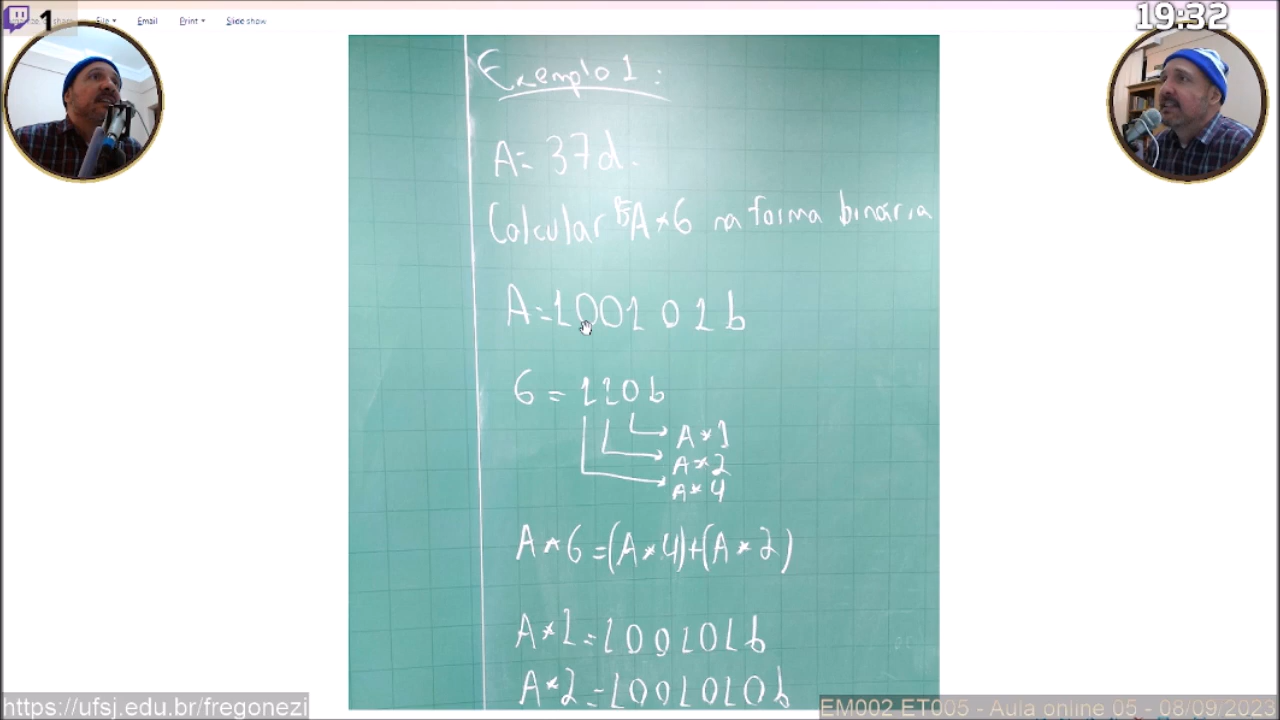 1
File
Email
Print
Slide show
19:32
Exemplo 1:
A = 37d.
Calcular A*6 na forma binária
A=100101b
6 = 110b
A*1
A*2
A*4
A*6=(A*4)+(A*2)
A*1=100101b
A*2=1001010b
https://ufsj.edu.br/fregonezi
EM002 ET005 - Aula online 05 - 08/09/2023